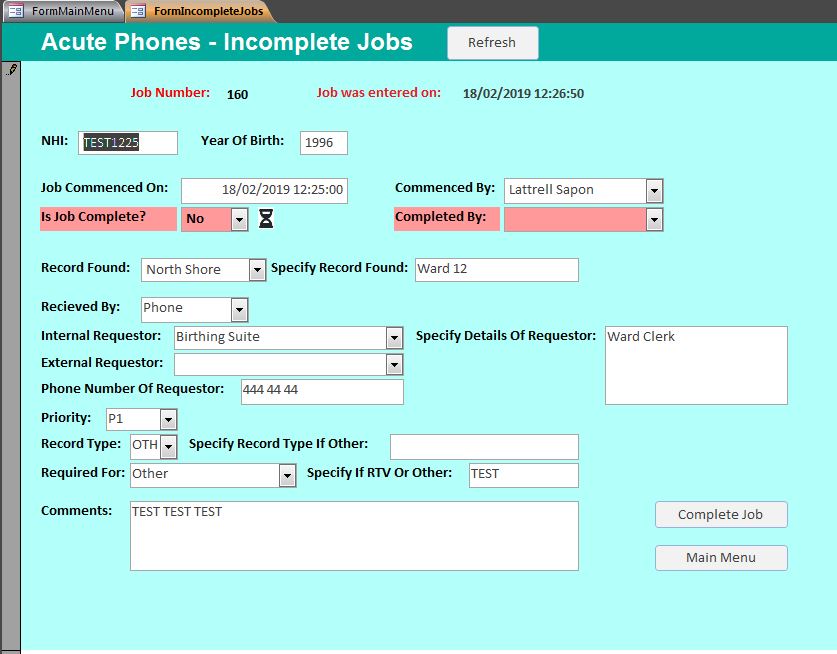 FormMainMenu FormIncompleteJobs
Acute Phones - Incomplete Jobs Refresh
Job Number: 160 Job was entered on: 18/02/2019 12:26:50
NHI: TEST1225 Year Of Birth: 1996
Job Commenced On: 18/02/2019 12:25:00 Commenced By: Lattrell Sapon
Is Job Complete? No Completed By:
Record Found: North Shore Specify Record Found: Ward 12
Recieved By: Phone
Internal Requestor: Birthing Suite Specify Details Of Requestor: Ward Clerk
External Requestor:
Phone Number Of Requestor: 444 44 44
Priority: P1
Record Type: OTH Specify Record Type If Other:
Required For: Other Specify If RTV Or Other: TEST
Comments: TEST TEST TEST
Complete Job
Main Menu